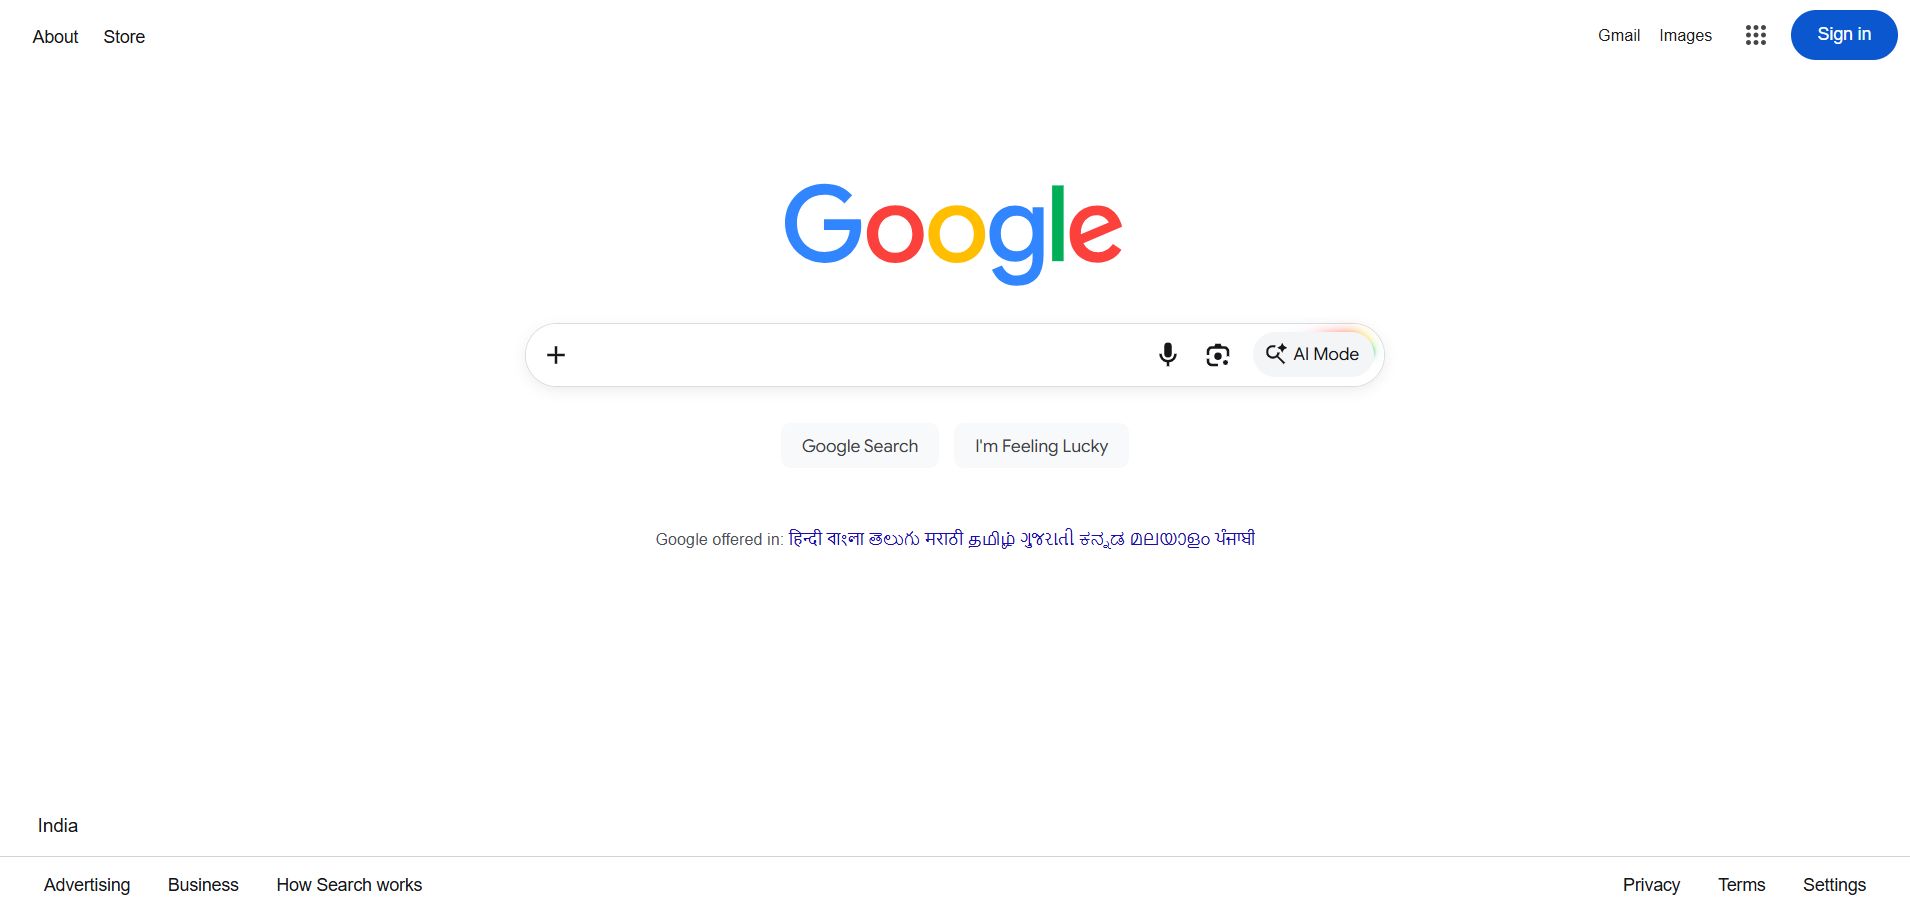 About Store
Gmail Images Sign in
Google
AI Mode
Google Search I'm Feeling Lucky
Google offered in: हिन्दी বাংলা తెలుగు मराठी தமிழ் ગુજરાતી ಕನ್ನಡ മലയാളം ਪੰਜਾਬੀ
India
Advertising Business How Search works
Privacy Terms Settings